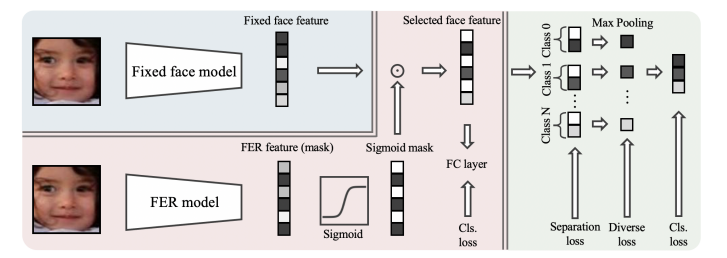 Fixed face feature
Fixed face model
Selected face feature
Class 0
Max Pooling
Class 1
Class N
FER feature (mask)
Sigmoid mask
FER model
Sigmoid
FC layer
Cls.
loss
Separation
loss
Diverse
loss
Cls.
loss